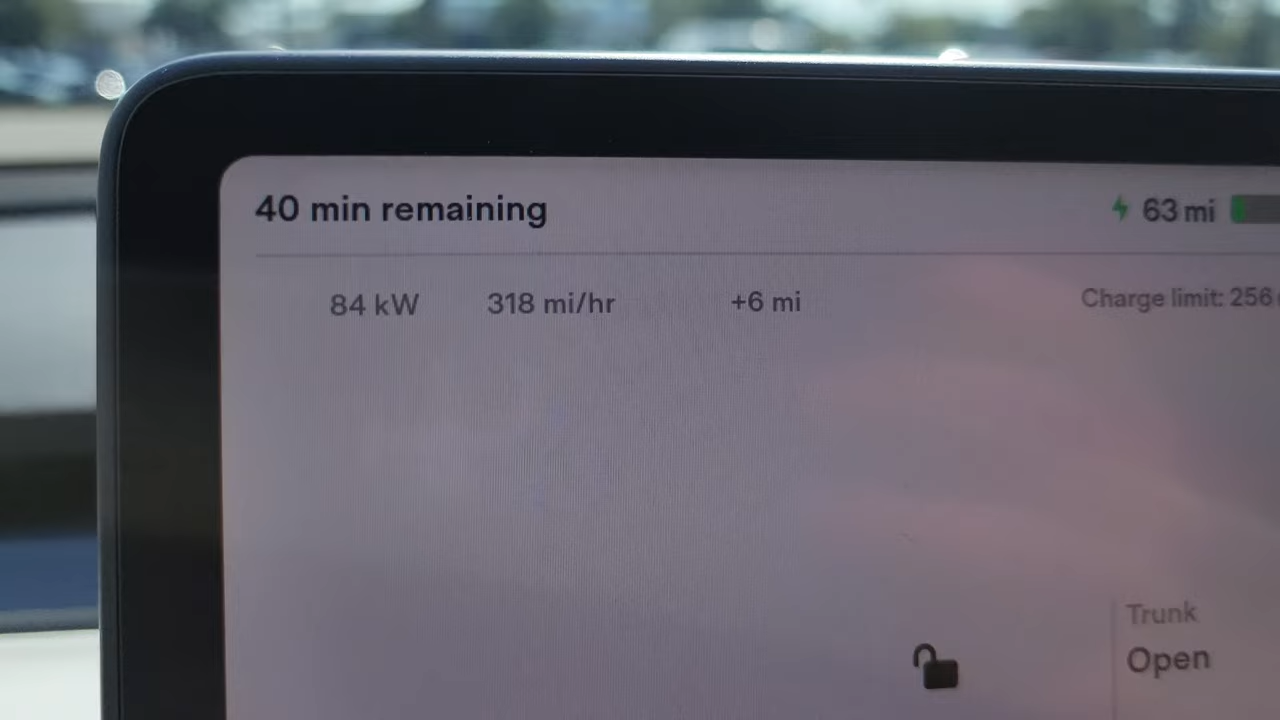 40 min remaining
63 mi
84 kW 318 mi/hr +6 mi
Charge limit: 256
Trunk
Open